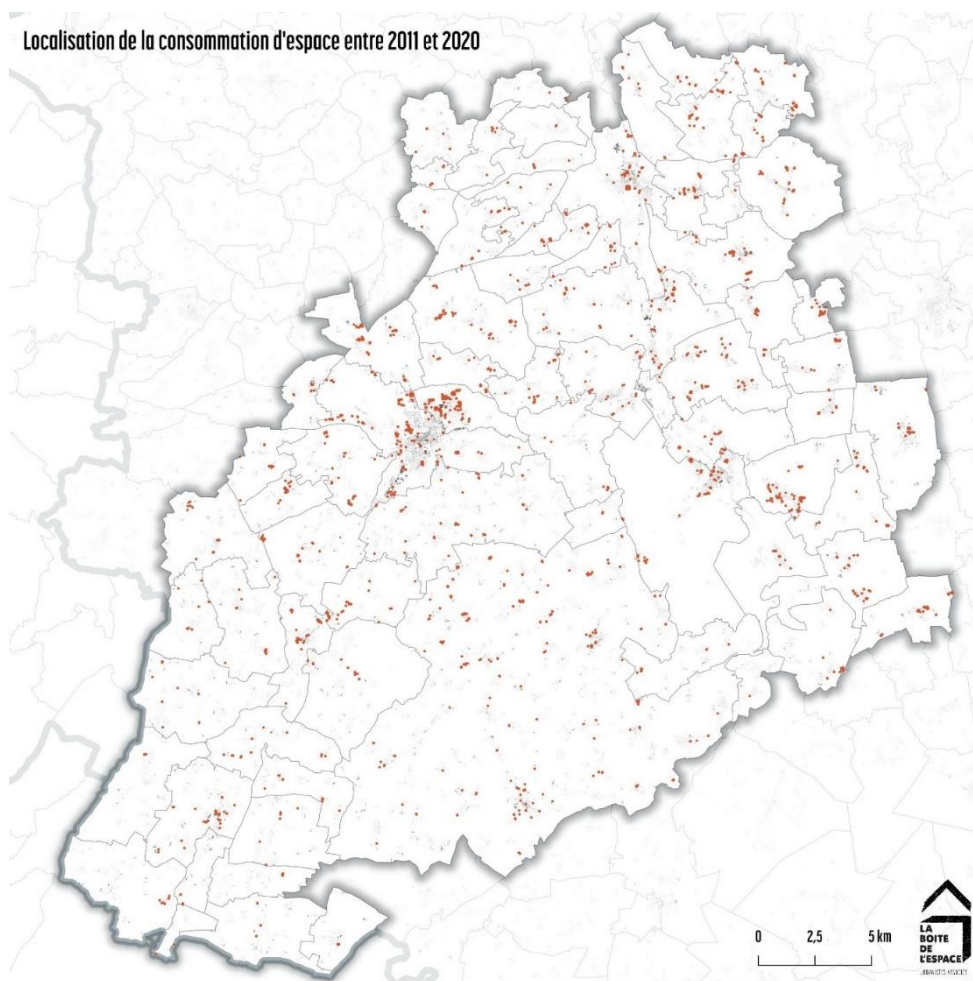 Localisation de la consommation d'espace entre 2011 et 2020
0 2,5 5 km
LA
BOITE
DE
L'ESPACE